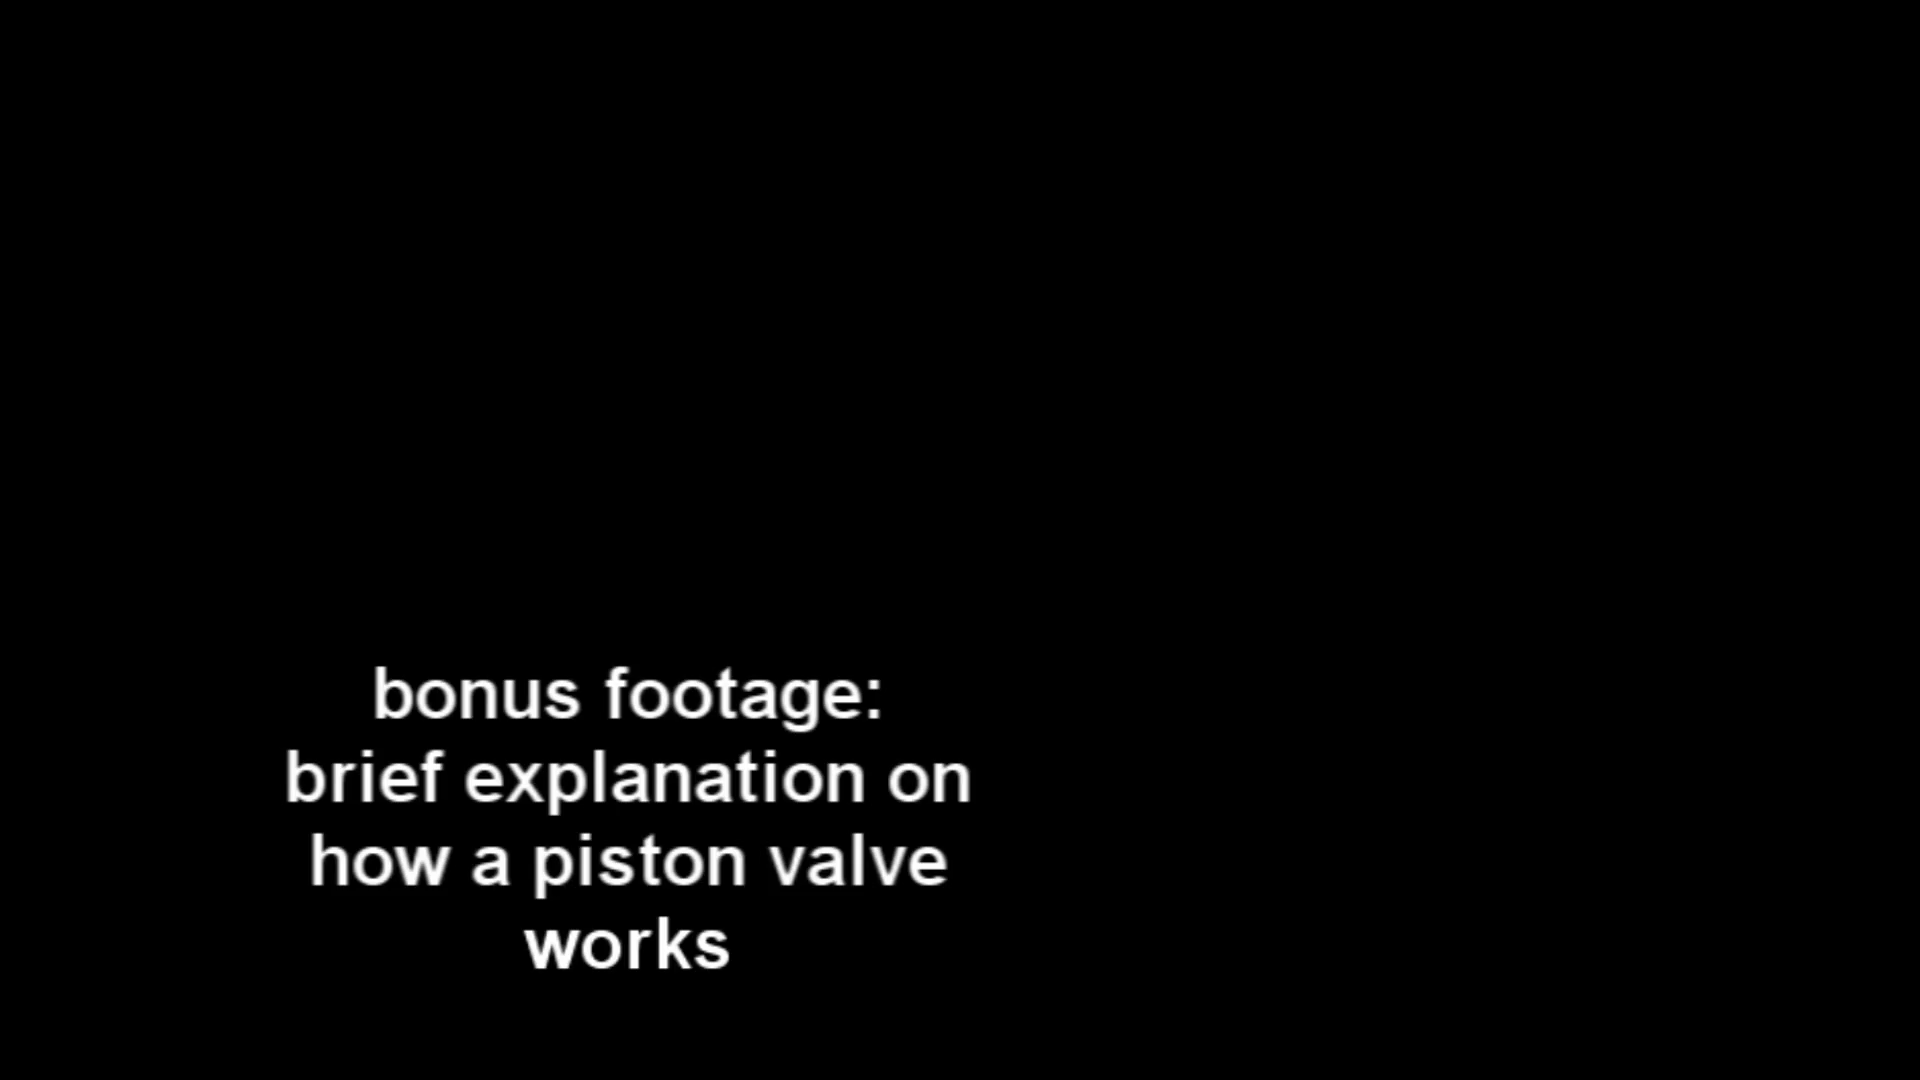 bonus footage:
brief explanation on
how a piston valve
works